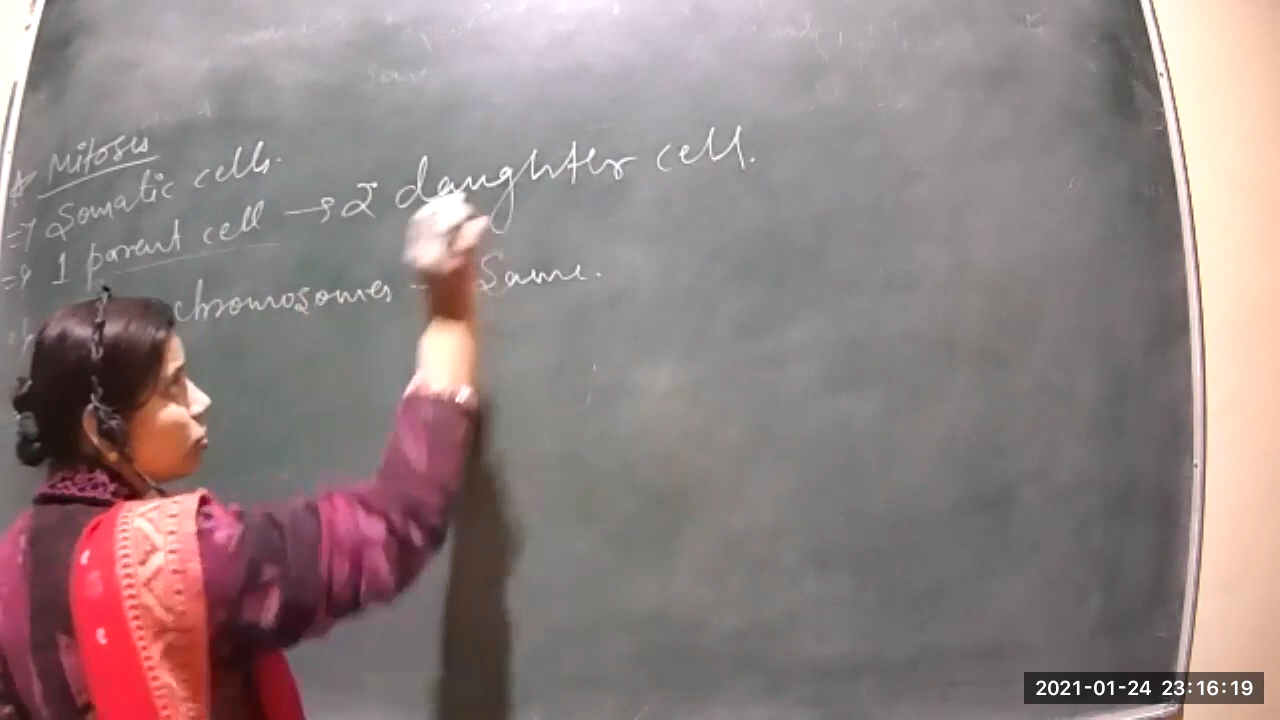 * Mitosis
⇒ Somatic cells.
⇒ 1 parent cell → 2 daughter cell.
chromosomes - Same.
2021-01-24 23:16:19